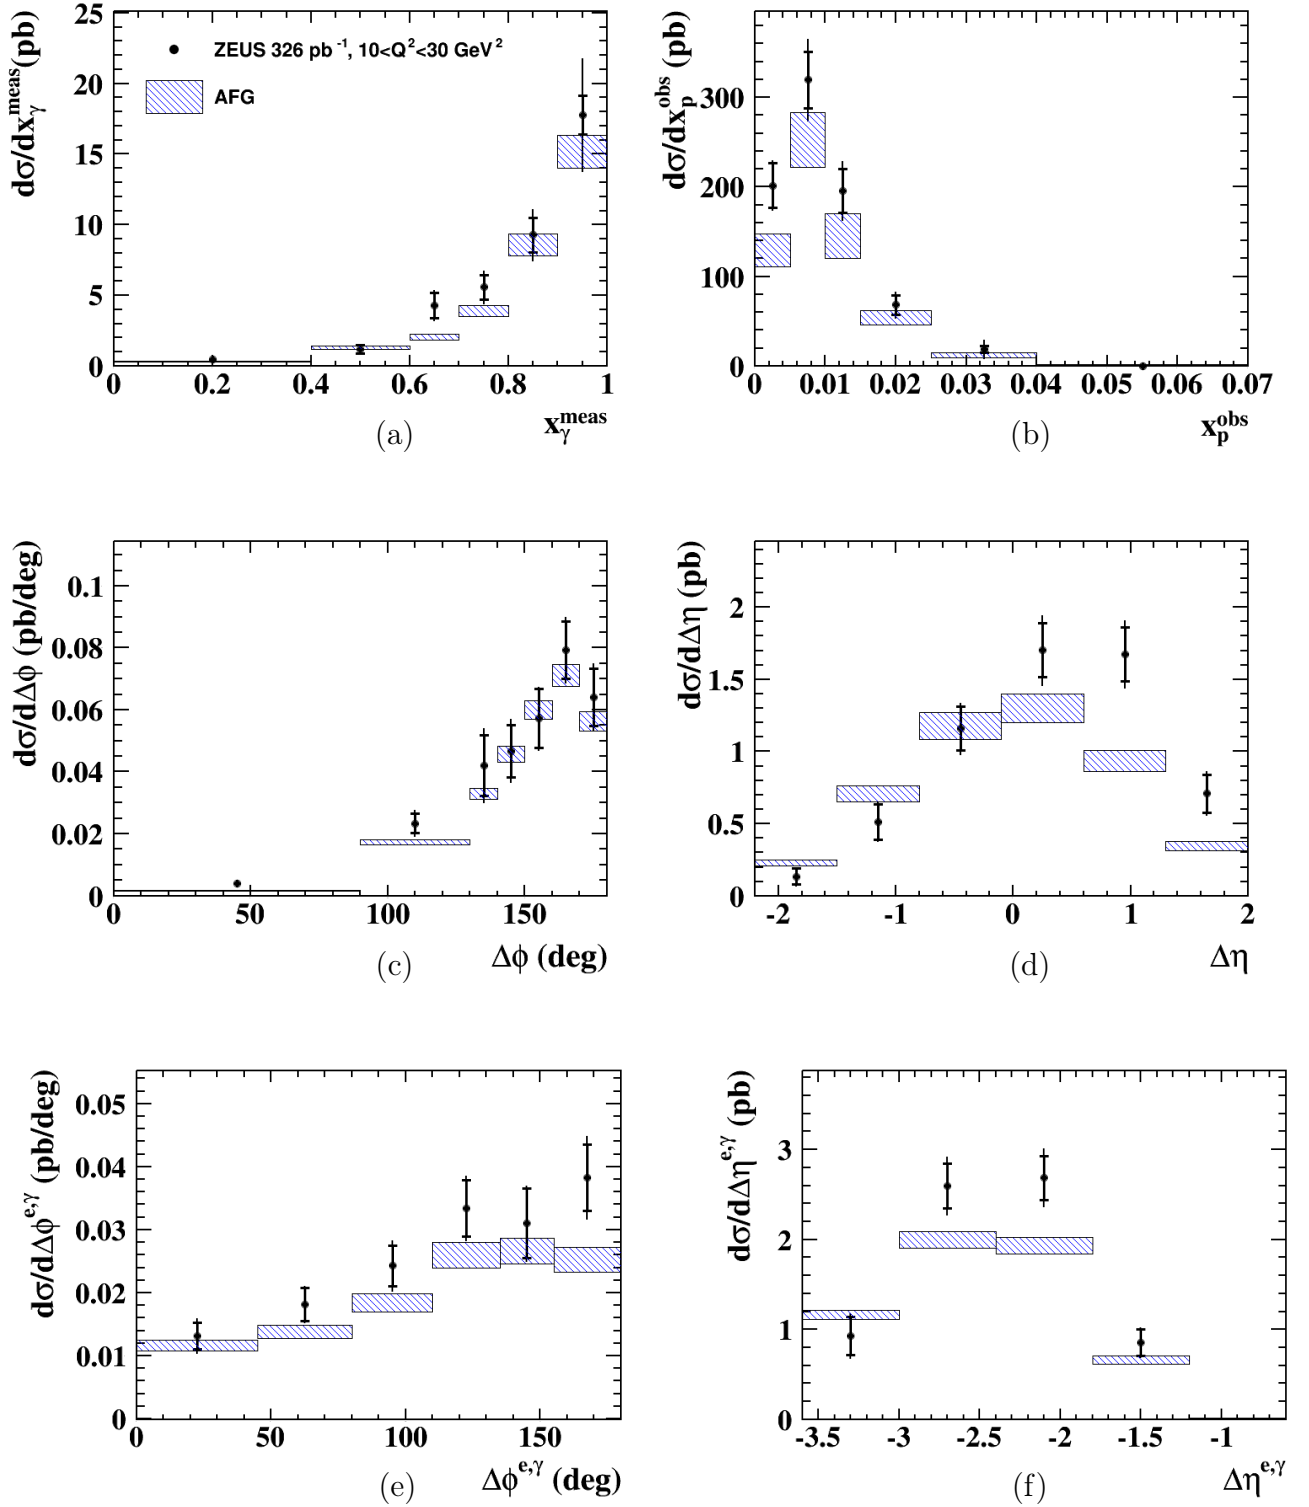 dσ/dx_γ^meas (pb)
25
20
15
10
5
0
ZEUS 326 pb⁻¹, 10<Q²<30 GeV²
AFG
0 0.2 0.4 0.6 0.8 1
x_γ^meas
(a)
dσ/dx_p^obs (pb)
300
200
100
0
0 0.01 0.02 0.03 0.04 0.05 0.06 0.07
x_p^obs
(b)
dσ/dΔϕ (pb/deg)
0.1
0.08
0.06
0.04
0.02
0
0 50 100 150
Δϕ (deg)
(c)
dσ/dΔη (pb)
2
1.5
1
0.5
0
-2 -1 0 1 2
Δη
(d)
dσ/dΔϕ^e,γ (pb/deg)
0.05
0.04
0.03
0.02
0.01
0
0 50 100 150
Δϕ^e,γ (deg)
(e)
dσ/dΔη^e,γ (pb)
3
2
1
0
-3.5 -3 -2.5 -2 -1.5 -1
Δη^e,γ
(f)